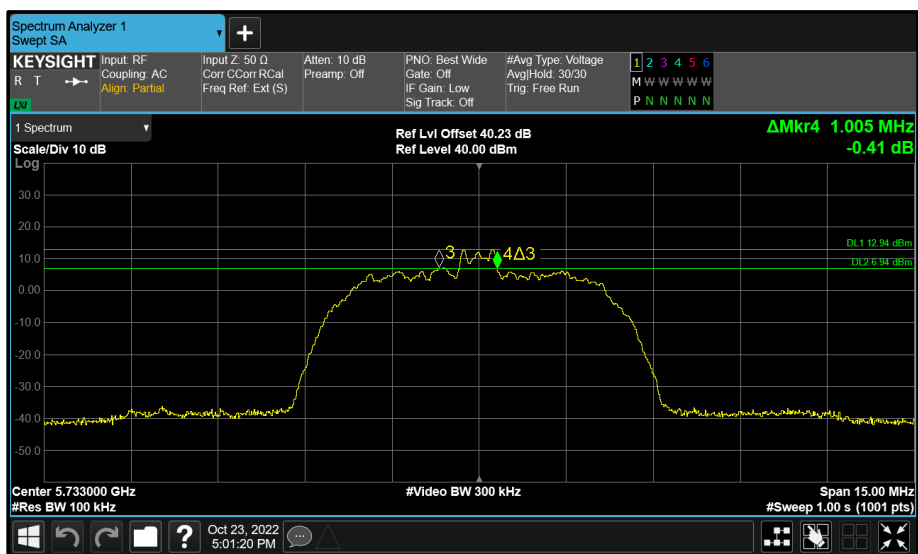 Spectrum Analyzer 1
Swept SA
KEYSIGHT
R T
LXI
Input: RF
Coupling: AC
Align: Partial
Input Z: 50 Ω
Corr CCorr RCal
Freq Ref: Ext (S)
Atten: 10 dB
Preamp: Off
PNO: Best Wide
Gate: Off
IF Gain: Low
Sig Track: Off
#Avg Type: Voltage
Avg|Hold: 30/30
Trig: Free Run
1 2 3 4 5 6
M W W W W W
P N N N N N
1 Spectrum
Scale/Div 10 dB
Ref Lvl Offset 40.23 dB
Ref Level 40.00 dBm
ΔMkr4 1.005 MHz
-0.41 dB
Log
30.0
20.0
10.0
0.00
-10.0
-20.0
-30.0
-40.0
-50.0
3
4Δ3
DL1 12.94 dBm
DL2 6.94 dBm
Center 5.733000 GHz
#Res BW 100 kHz
#Video BW 300 kHz
Span 15.00 MHz
#Sweep 1.00 s (1001 pts)
?
Oct 23, 2022
5:01:20 PM